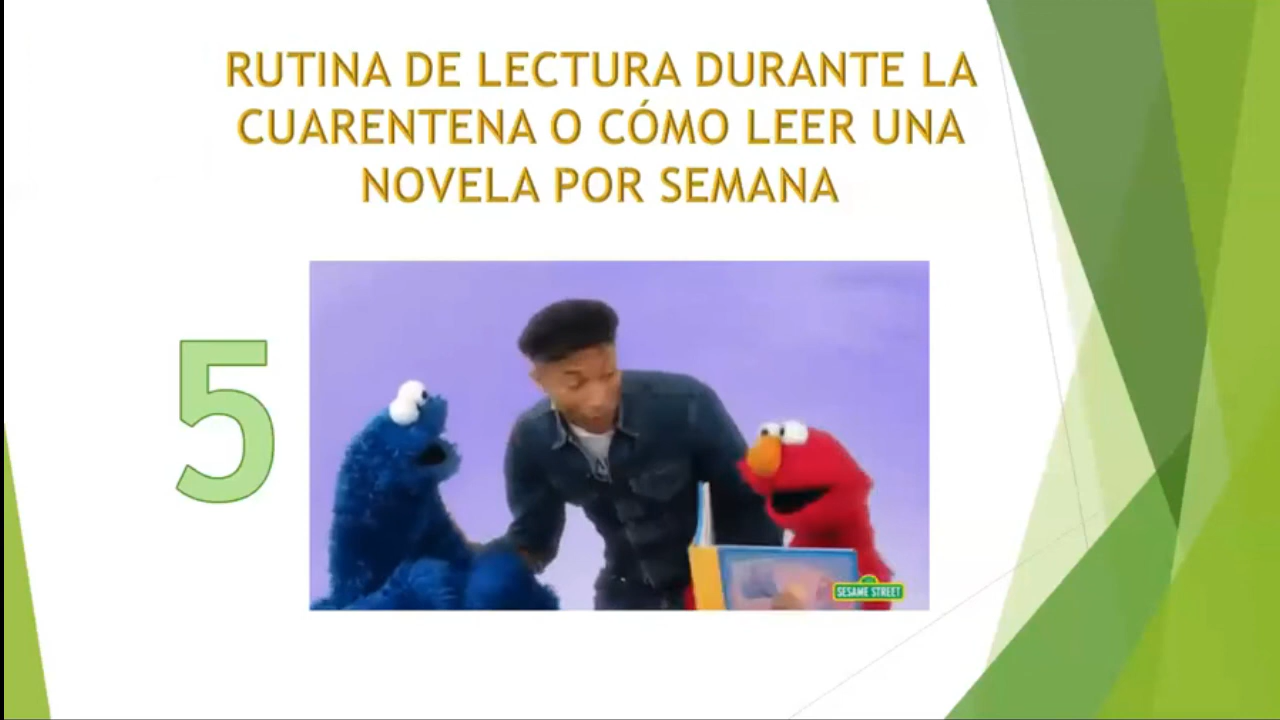 RUTINA DE LECTURA DURANTE LA
CUARENTENA O CÓMO LEER UNA
NOVELA POR SEMANA
5
SESAME STREET